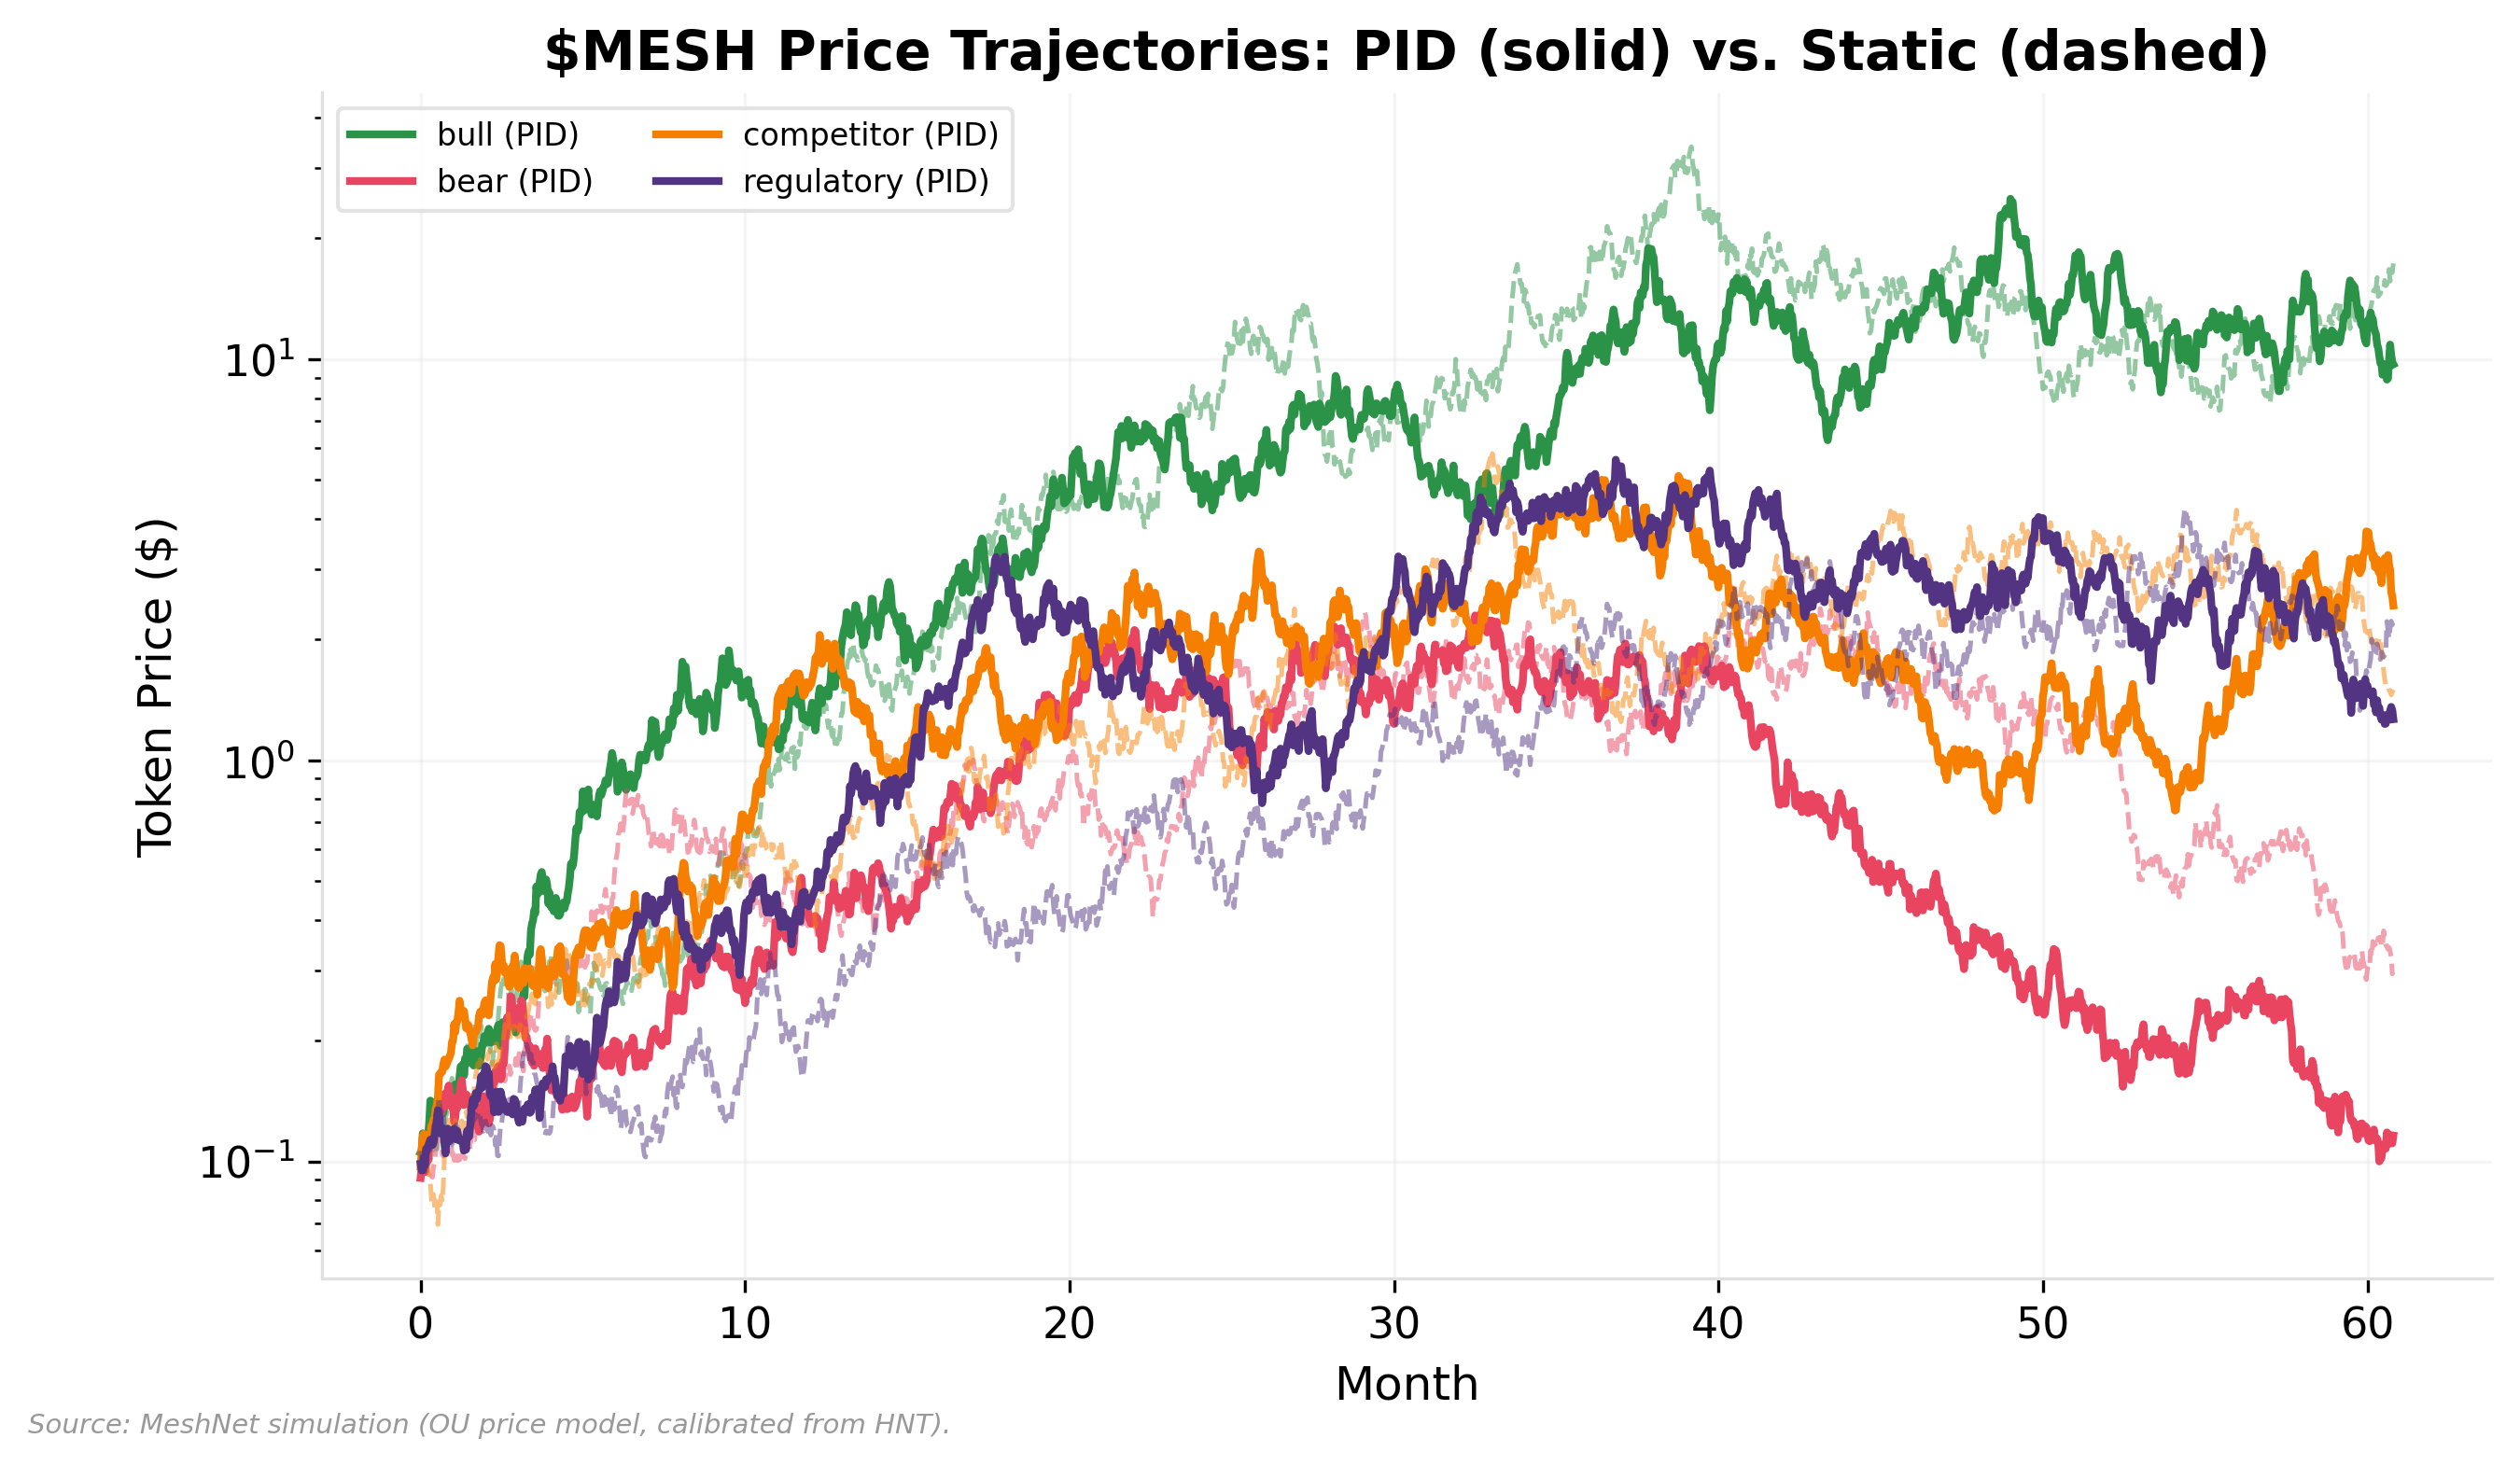 $MESH Price Trajectories: PID (solid) vs. Static (dashed)
bull (PID)
bear (PID)
competitor (PID)
regulatory (PID)
Token Price ($)
10¹
10⁰
10⁻¹
0 10 20 30 40 50 60
Month
Source: MeshNet simulation (OU price model, calibrated from HNT).